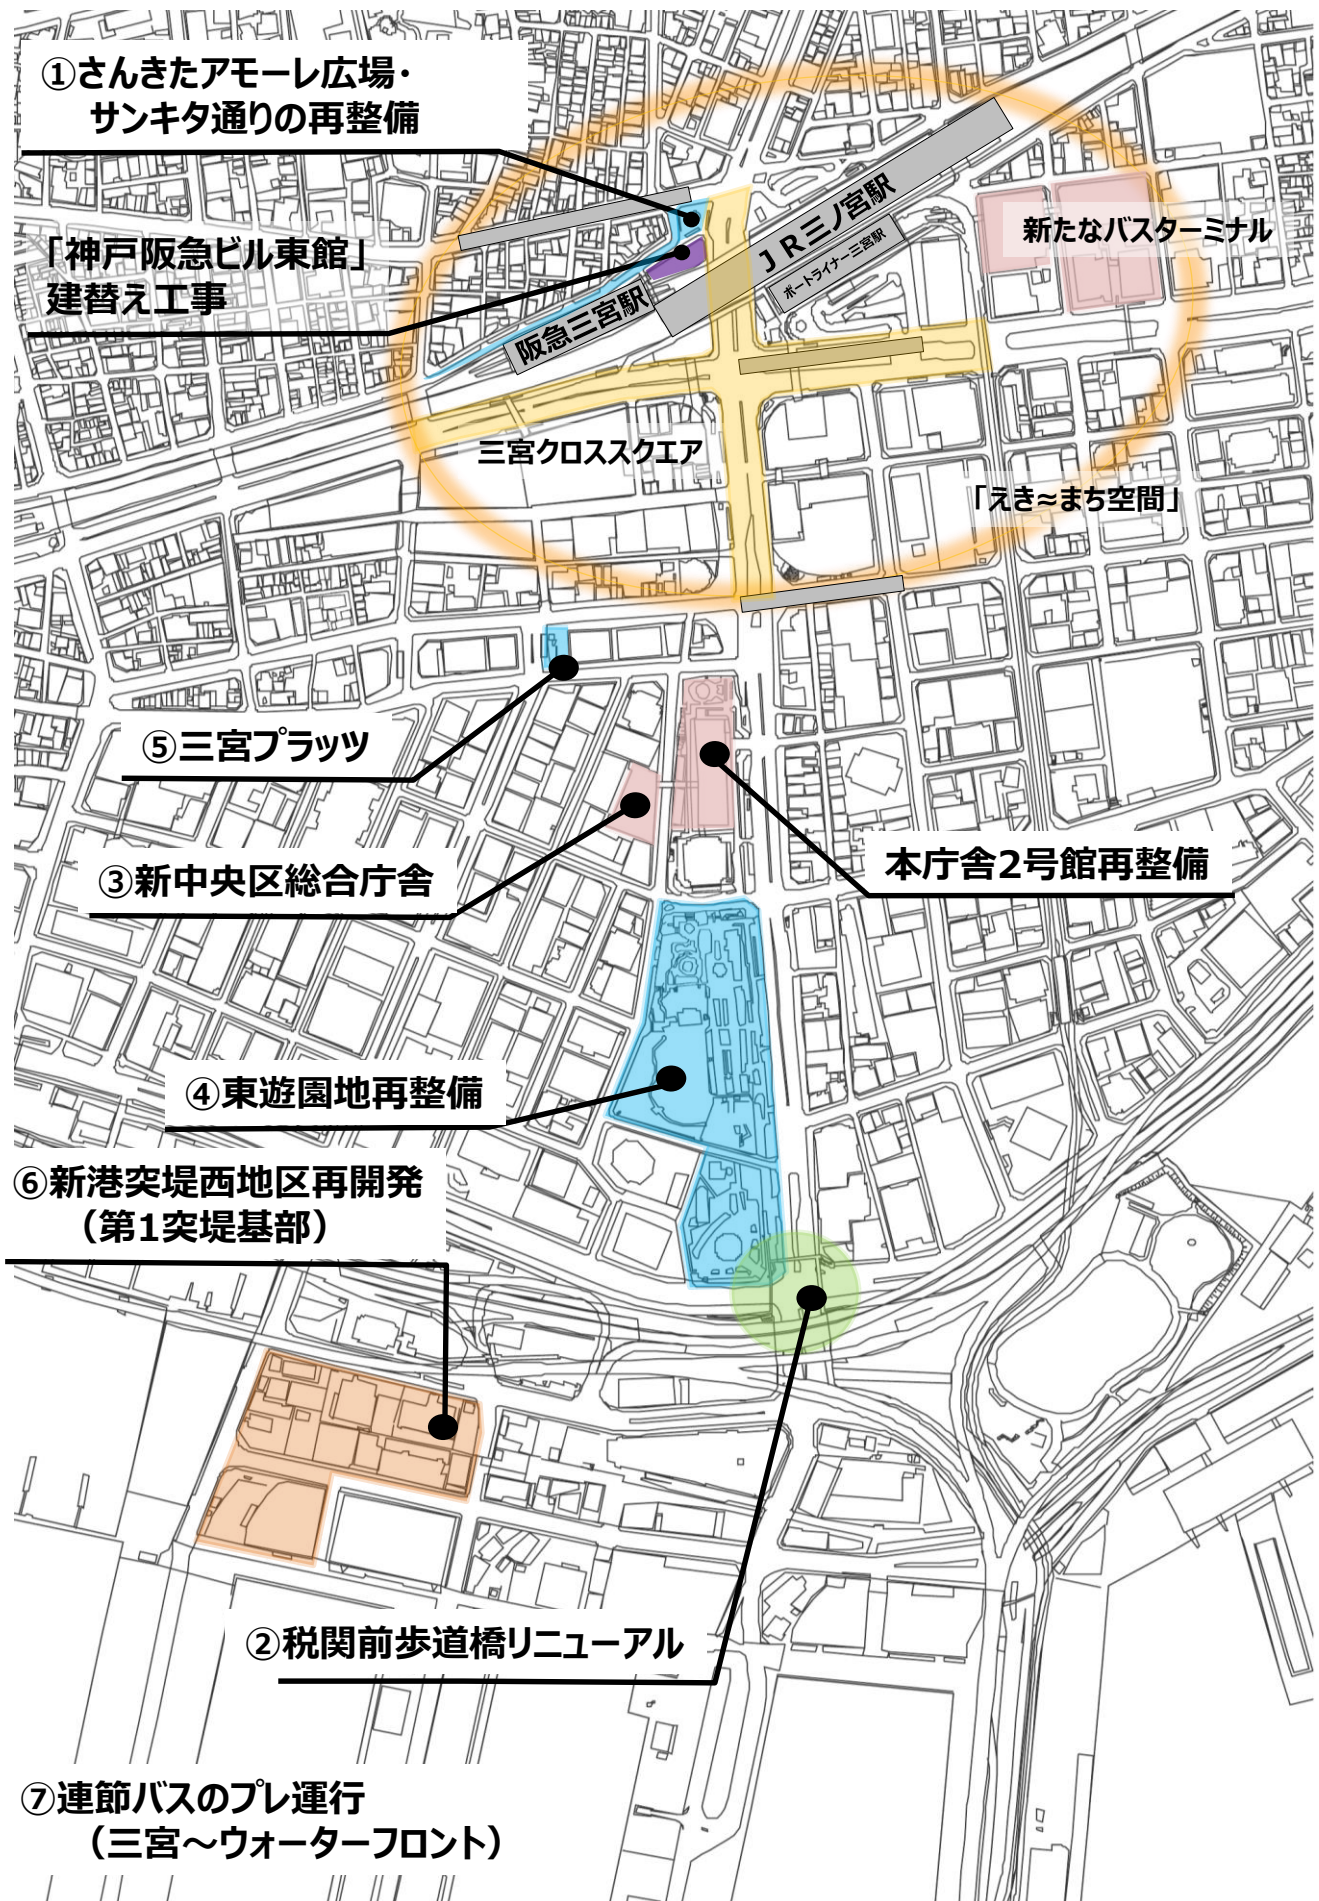 ①さんきたアモーレ広場・
サンキタ通りの再整備
「神戸阪急ビル東館」
建替え工事
ＪＲ三ノ宮駅
ポートライナー三宮駅
阪急三宮駅
新たなバスターミナル
三宮クロススクエア
「えき≈まち空間」
⑤三宮プラッツ
③新中央区総合庁舎
本庁舎2号館再整備
④東遊園地再整備
⑥新港突堤西地区再開発
（第1突堤基部）
②税関前歩道橋リニューアル
⑦連節バスのプレ運行
（三宮～ウォーターフロント）